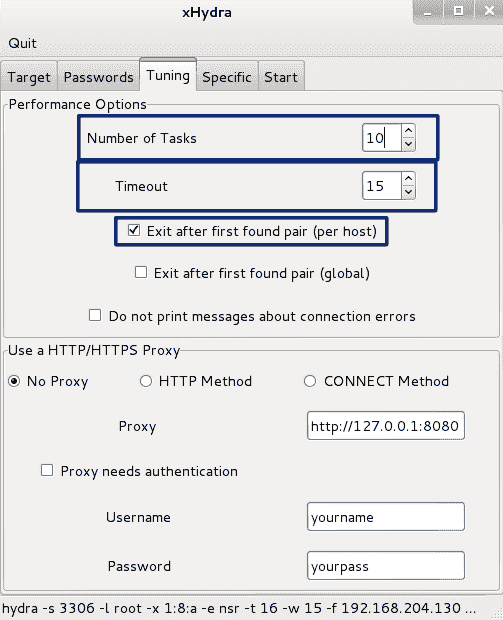 xHydra
Quit
Target Passwords Tuning Specific Start
Performance Options
Number of Tasks 10
Timeout 15
Exit after first found pair (per host)
Exit after first found pair (global)
Do not print messages about connection errors
Use a HTTP/HTTPS Proxy
No Proxy HTTP Method CONNECT Method
Proxy http://127.0.0.1:8080
Proxy needs authentication
Username yourname
Password yourpass
hydra -s 3306 -l root -x 1:8:a -e nsr -t 16 -w 15 -f 192.168.204.130 ...